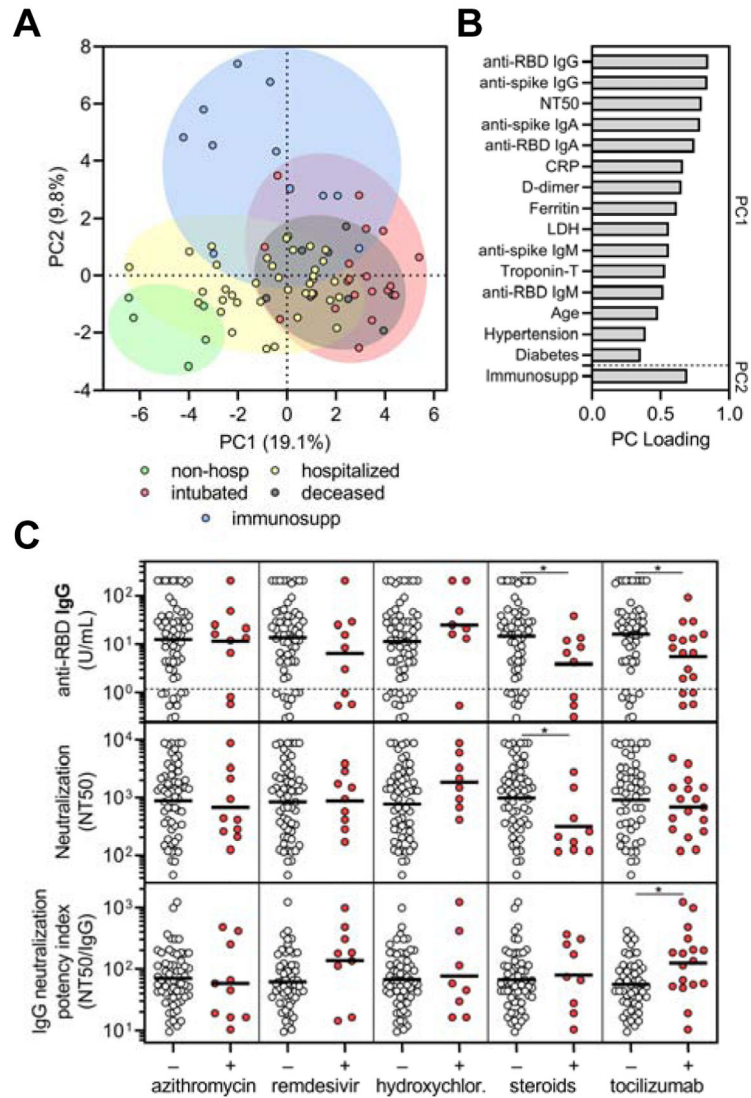 A
8
6
4
2
0
-2
-4
PC2 (9.8%)
-6 -4 -2 0 2 4 6
PC1 (19.1%)
non-hosp hospitalized
intubated deceased
immunosupp
B
anti-RBD IgG
anti-spike IgG
NT50
anti-spike IgA
anti-RBD IgA
CRP
D-dimer
Ferritin
LDH
anti-spike IgM
Troponin-T
anti-RBD IgM
Age
Hypertension
Diabetes
Immunosupp
PC1
PC2
0.0 0.5 1.0
PC Loading
C
anti-RBD IgG
(U/mL)
10²
10¹
10⁰
* *
Neutralization
(NT50)
10⁴
10³
10²
*
IgG neutralization
potency index
(NT50/IgG)
10³
10²
10¹
*
– + – + – + – + – +
azithromycin remdesivir hydroxychlor. steroids tocilizumab